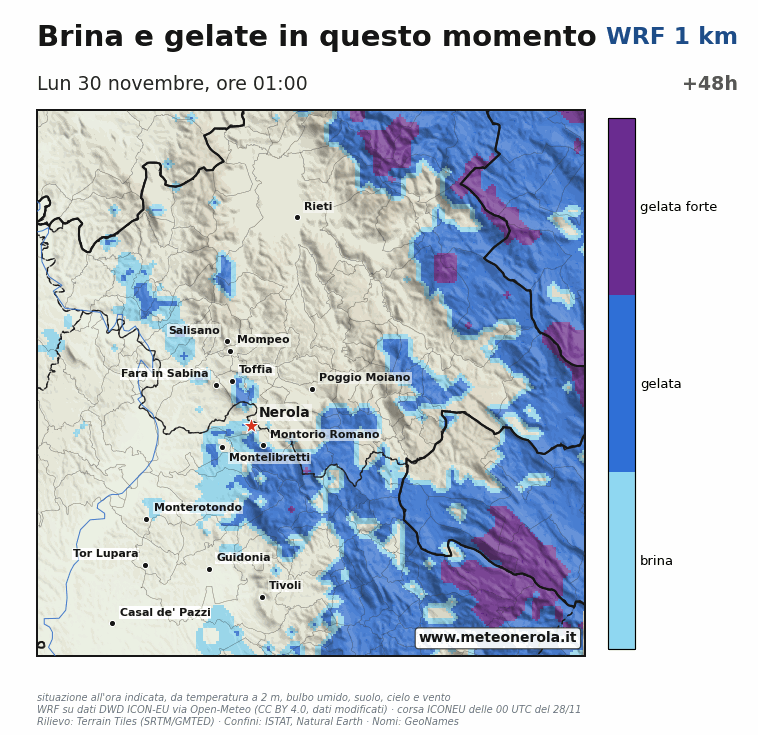 Brina e gelate in questo momento WRF 1 km
Lun 30 novembre, ore 01:00 +48h
Rieti
gelata forte
Salisano
Mompeo
Fara in Sabina
Toffia
Poggio Moiano
gelata
Nerola
Montorio Romano
Montelibretti
Monterotondo
Tor Lupara
Guidonia
brina
Tivoli
Casal de' Pazzi
www.meteonerola.it
situazione all'ora indicata, da temperatura a 2 m, bulbo umido, suolo, cielo e vento
WRF su dati DWD ICON-EU via Open-Meteo (CC BY 4.0, dati modificati) · corsa ICONEU delle 00 UTC del 28/11
Rilievo: Terrain Tiles (SRTM/GMTED) · Confini: ISTAT, Natural Earth · Nomi: GeoNames